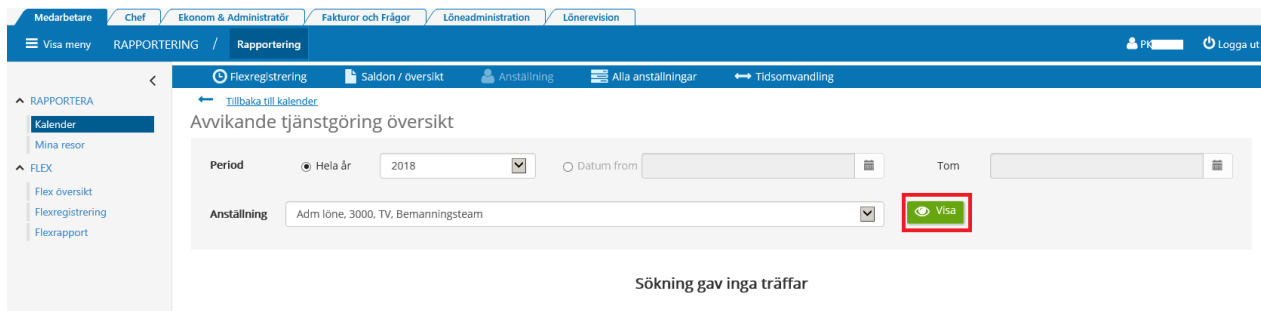 Medarbetare Chef Ekonom & Administratör Fakturor och Frågor Löneadministration Lönerevision
Visa meny RAPPORTERING / Rapportering PK Logga ut
Flexregistrering Saldon / översikt Anställning Alla anställningar Tidsomvandling
RAPPORTERA
Kalender
Mina resor
FLEX
Flex översikt
Flexregistrering
Flexrapport
Tillbaka till kalender
Avvikande tjänstgöring översikt
Period Hela år 2018 Datum from Tom
Anställning Adm löne, 3000, TV, Bemanningsteam Visa
Sökning gav inga träffar